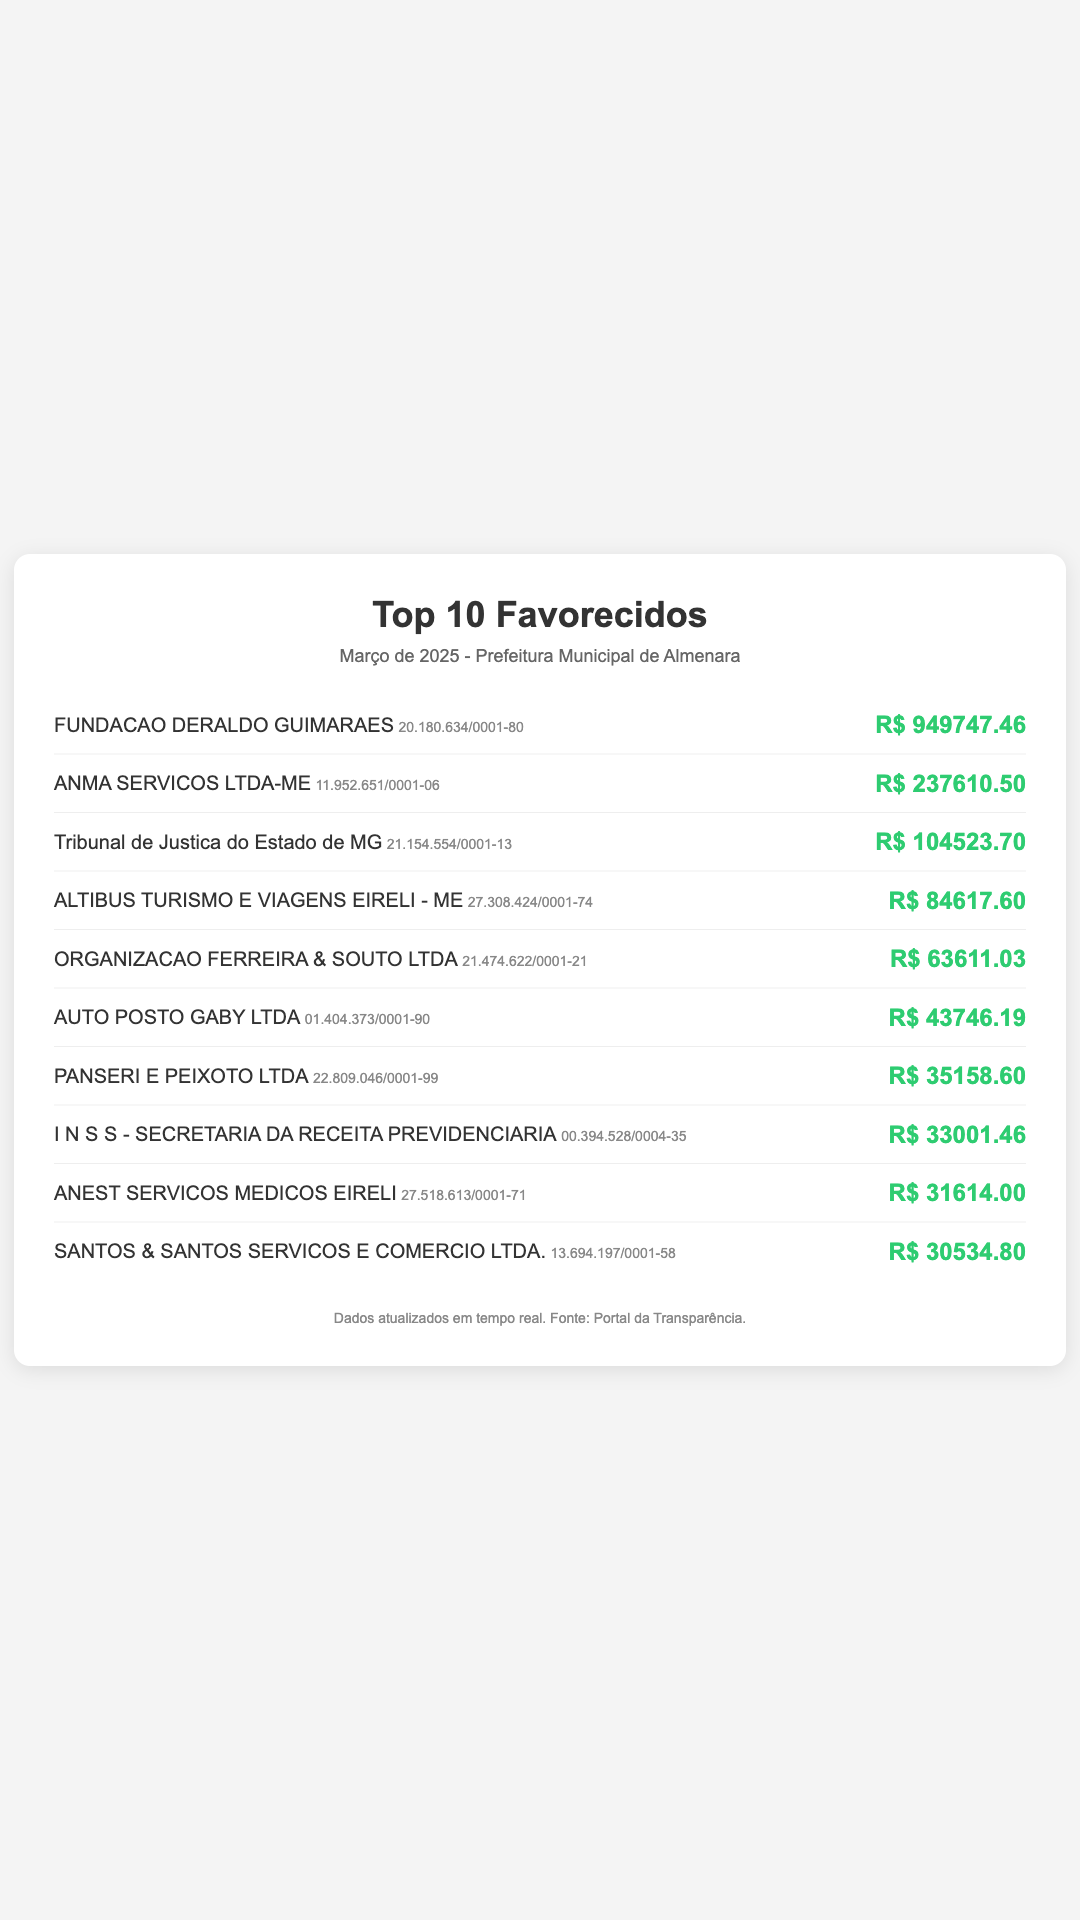 Top 10 Favorecidos
Março de 2025 - Prefeitura Municipal de Almenara
FUNDACAO DERALDO GUIMARAES 20.180.634/0001-80 R$ 949747.46
ANMA SERVICOS LTDA-ME 11.952.651/0001-06 R$ 237610.50
Tribunal de Justica do Estado de MG 21.154.554/0001-13 R$ 104523.70
ALTIBUS TURISMO E VIAGENS EIRELI - ME 27.308.424/0001-74 R$ 84617.60
ORGANIZACAO FERREIRA & SOUTO LTDA 21.474.622/0001-21 R$ 63611.03
AUTO POSTO GABY LTDA 01.404.373/0001-90 R$ 43746.19
PANSERI E PEIXOTO LTDA 22.809.046/0001-99 R$ 35158.60
I N S S - SECRETARIA DA RECEITA PREVIDENCIARIA 00.394.528/0004-35 R$ 33001.46
ANEST SERVICOS MEDICOS EIRELI 27.518.613/0001-71 R$ 31614.00
SANTOS & SANTOS SERVICOS E COMERCIO LTDA. 13.694.197/0001-58 R$ 30534.80
Dados atualizados em tempo real. Fonte: Portal da Transparência.